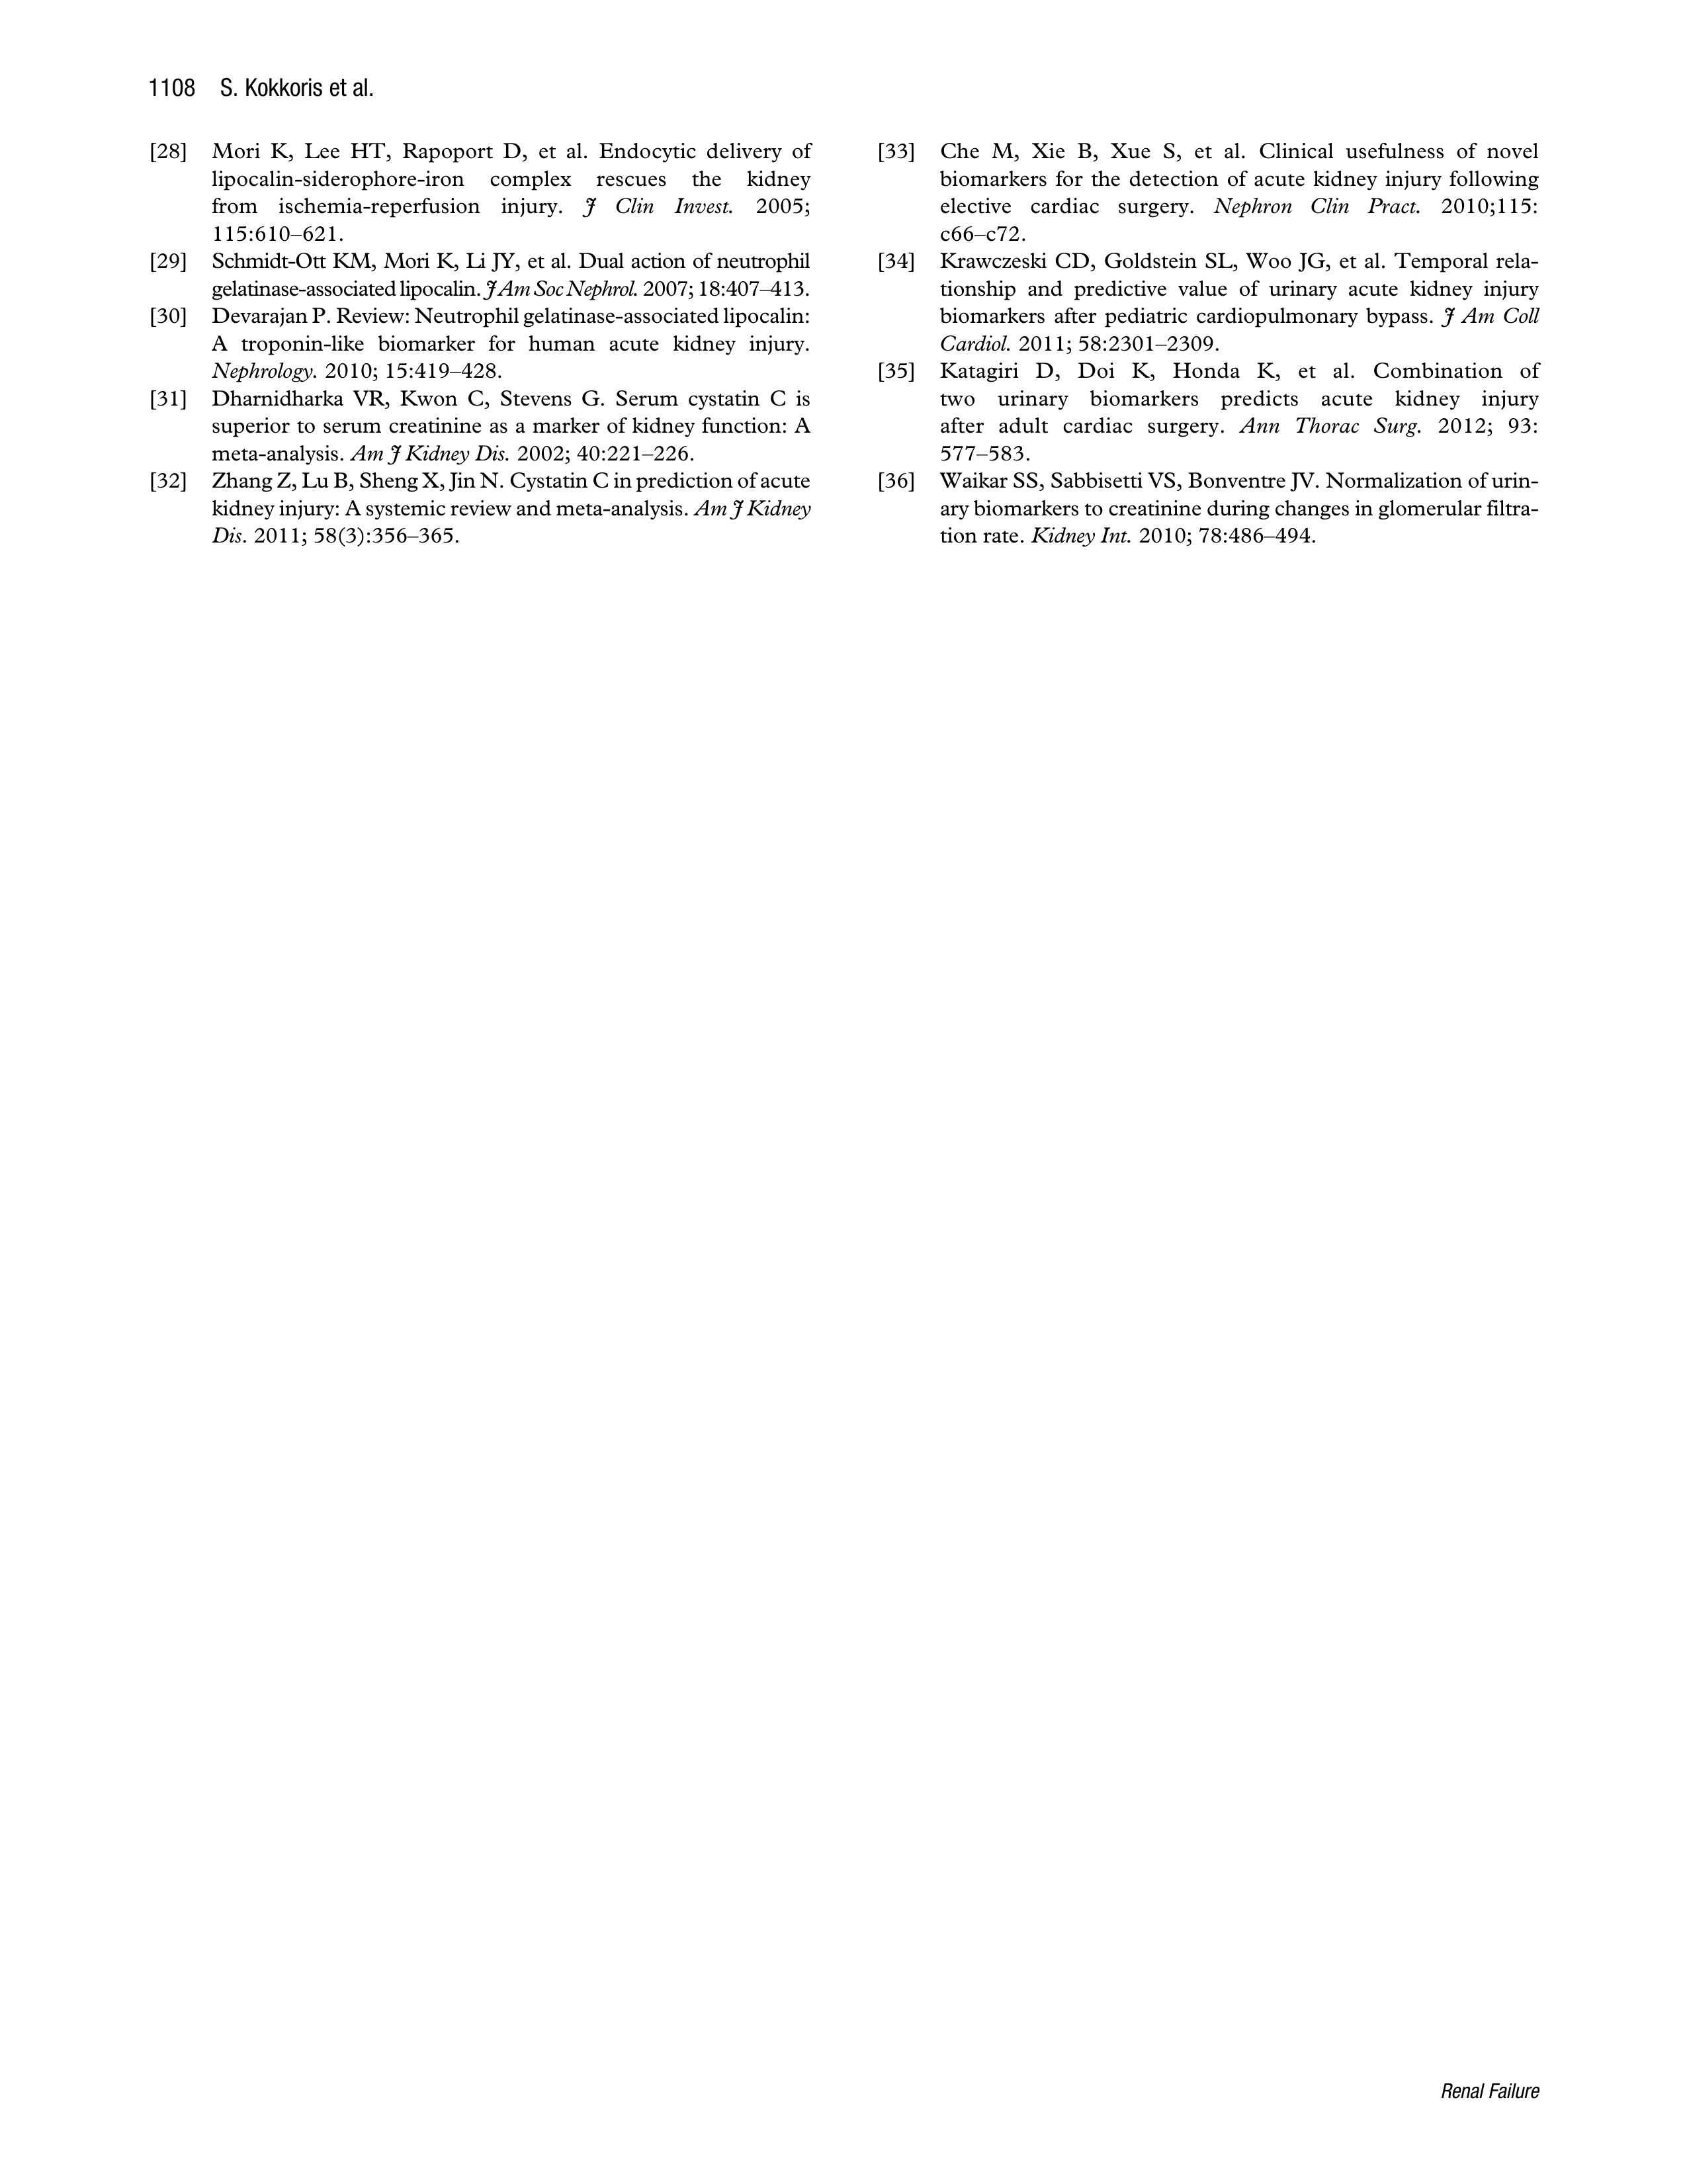 1108 S. Kokkoris et al.
[28] Mori K, Lee HT, Rapoport D, et al. Endocytic delivery of
lipocalin-siderophore-iron complex rescues the kidney
from ischemia-reperfusion injury. J Clin Invest. 2005;
115:610–621.
[29] Schmidt-Ott KM, Mori K, Li JY, et al. Dual action of neutrophil
gelatinase-associated lipocalin. J Am Soc Nephrol. 2007; 18:407–413.
[30] Devarajan P. Review: Neutrophil gelatinase-associated lipocalin:
A troponin-like biomarker for human acute kidney injury.
Nephrology. 2010; 15:419–428.
[31] Dharnidharka VR, Kwon C, Stevens G. Serum cystatin C is
superior to serum creatinine as a marker of kidney function: A
meta-analysis. Am J Kidney Dis. 2002; 40:221–226.
[32] Zhang Z, Lu B, Sheng X, Jin N. Cystatin C in prediction of acute
kidney injury: A systemic review and meta-analysis. Am J Kidney
Dis. 2011; 58(3):356–365.
[33] Che M, Xie B, Xue S, et al. Clinical usefulness of novel
biomarkers for the detection of acute kidney injury following
elective cardiac surgery. Nephron Clin Pract. 2010;115:
c66–c72.
[34] Krawczeski CD, Goldstein SL, Woo JG, et al. Temporal rela-
tionship and predictive value of urinary acute kidney injury
biomarkers after pediatric cardiopulmonary bypass. J Am Coll
Cardiol. 2011; 58:2301–2309.
[35] Katagiri D, Doi K, Honda K, et al. Combination of
two urinary biomarkers predicts acute kidney injury
after adult cardiac surgery. Ann Thorac Surg. 2012; 93:
577–583.
[36] Waikar SS, Sabbisetti VS, Bonventre JV. Normalization of urin-
ary biomarkers to creatinine during changes in glomerular filtra-
tion rate. Kidney Int. 2010; 78:486–494.
Renal Failure